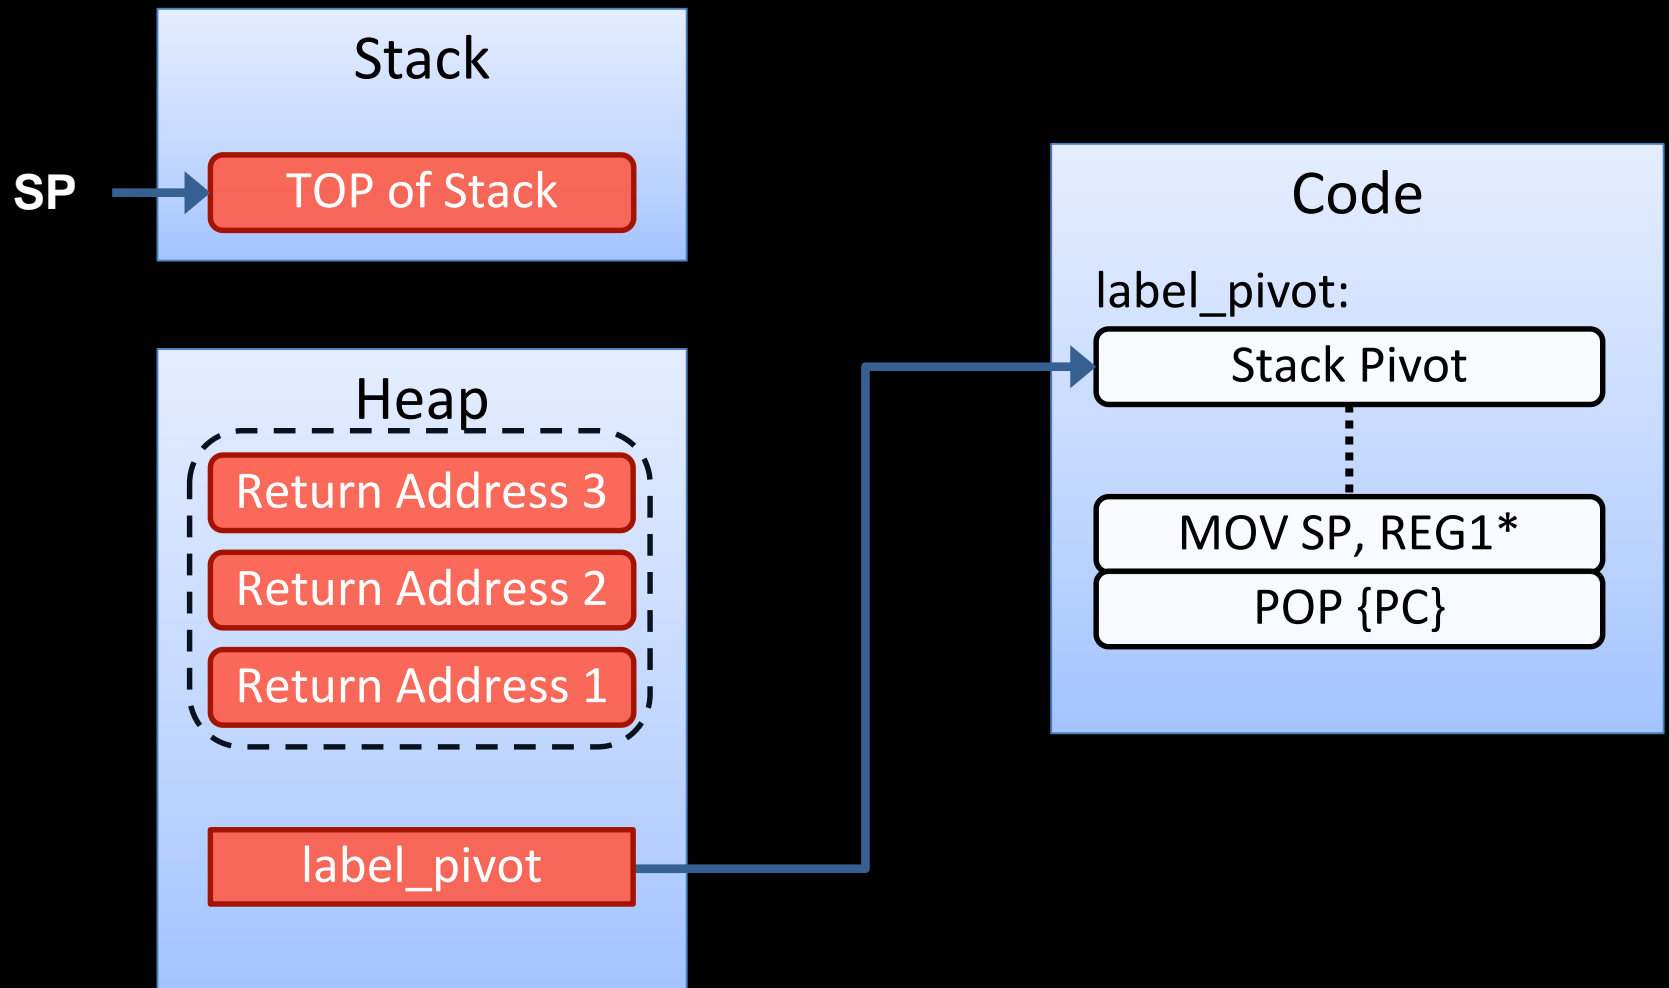 Stack
SP
TOP of Stack
Heap
Return Address 3
Return Address 2
Return Address 1
label_pivot
Code
label_pivot:
Stack Pivot
MOV SP, REG1*
POP {PC}